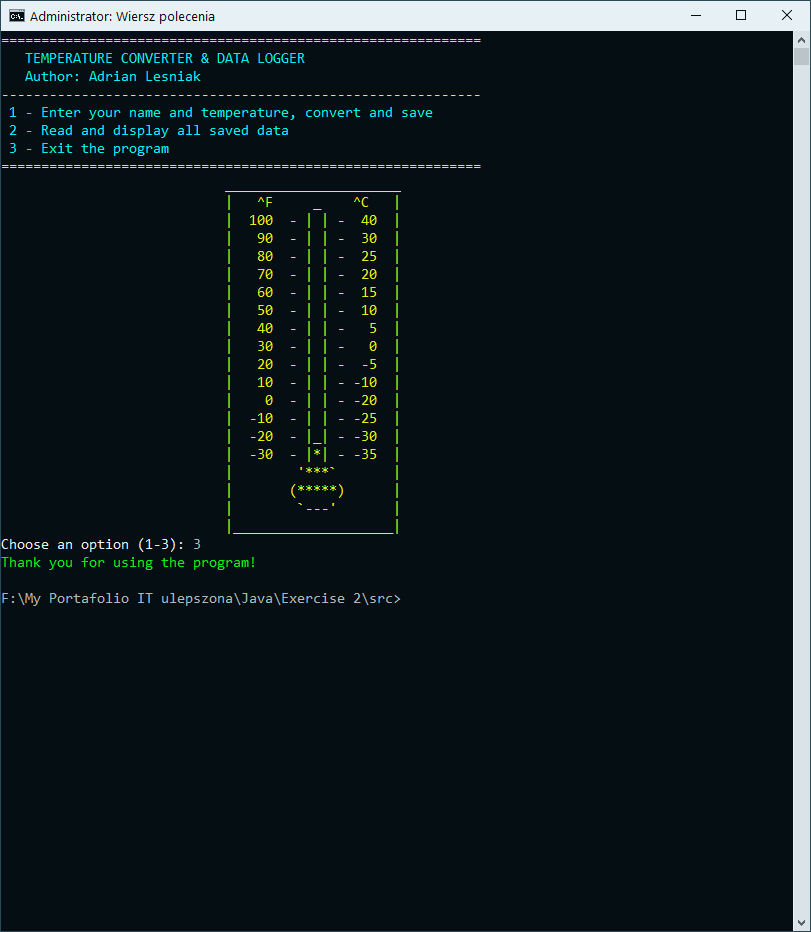 Administrator: Wiersz polecenia
============================================================
   TEMPERATURE CONVERTER & DATA LOGGER
   Author: Adrian Lesniak
------------------------------------------------------------
 1 - Enter your name and temperature, convert and save
 2 - Read and display all saved data
 3 - Exit the program
============================================================
                            ______________________
                            |   ^F     _    ^C   |
                            |  100  - | | -  40  |
                            |   90  - | | -  30  |
                            |   80  - | | -  25  |
                            |   70  - | | -  20  |
                            |   60  - | | -  15  |
                            |   50  - | | -  10  |
                            |   40  - | | -   5  |
                            |   30  - | | -   0  |
                            |   20  - | | -  -5  |
                            |   10  - | | - -10  |
                            |    0  - | | - -20  |
                            |  -10  - | | - -25  |
                            |  -20  - |_| - -30  |
                            |  -30  - |*| - -35  |
                            |        '***`       |
                            |       (*****)      |
                            |        `---'       |
                            |____________________|
Choose an option (1-3): 3
Thank you for using the program!
F:\My Portafolio IT ulepszona\Java\Exercise 2\src>